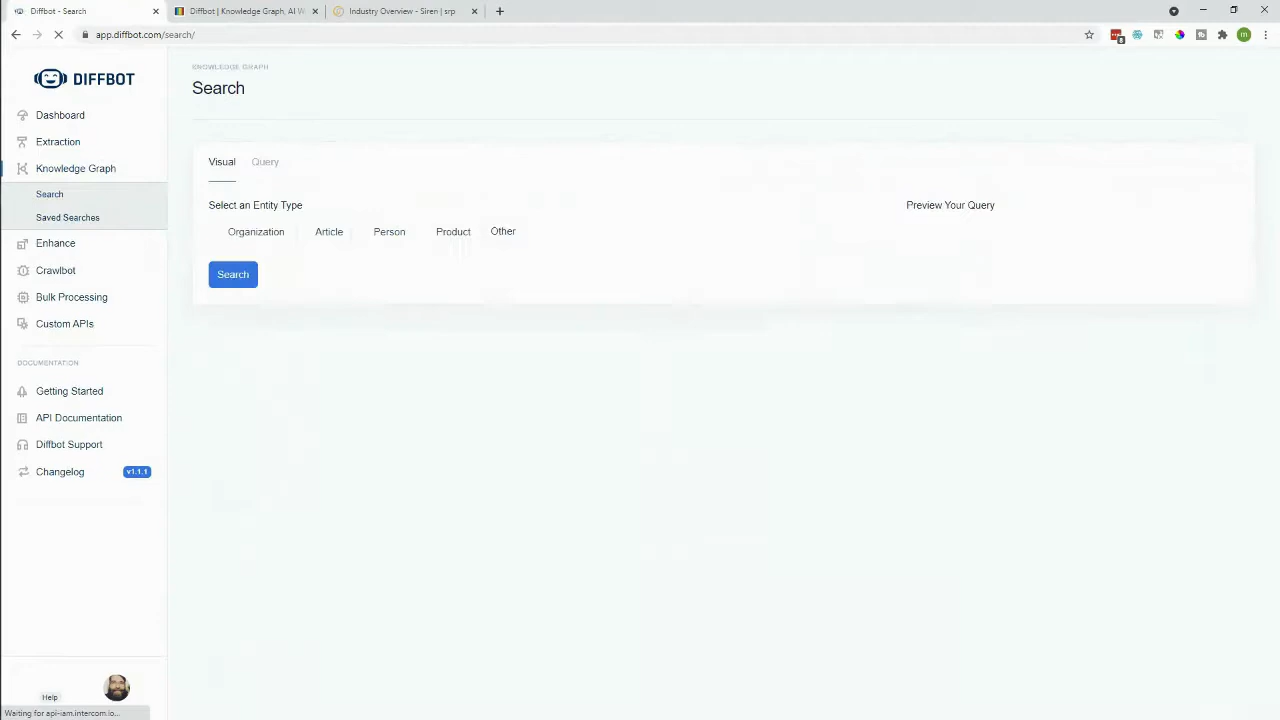 Diffbot - Search
Diffbot | Knowledge Graph, AI W
Industry Overview - Siren | srp
app.diffbot.com/search/
8
m
DIFFBOT
Dashboard
Extraction
Knowledge Graph
Search
Saved Searches
Enhance
Crawlbot
Bulk Processing
Custom APIs
DOCUMENTATION
Getting Started
API Documentation
Diffbot Support
Changelog
v1.1.1
Help
Waiting for api-iam.intercom.io...
KNOWLEDGE GRAPH
Search
Visual Query
Select an Entity Type
Organization Article Person Product Other
Search
Preview Your Query